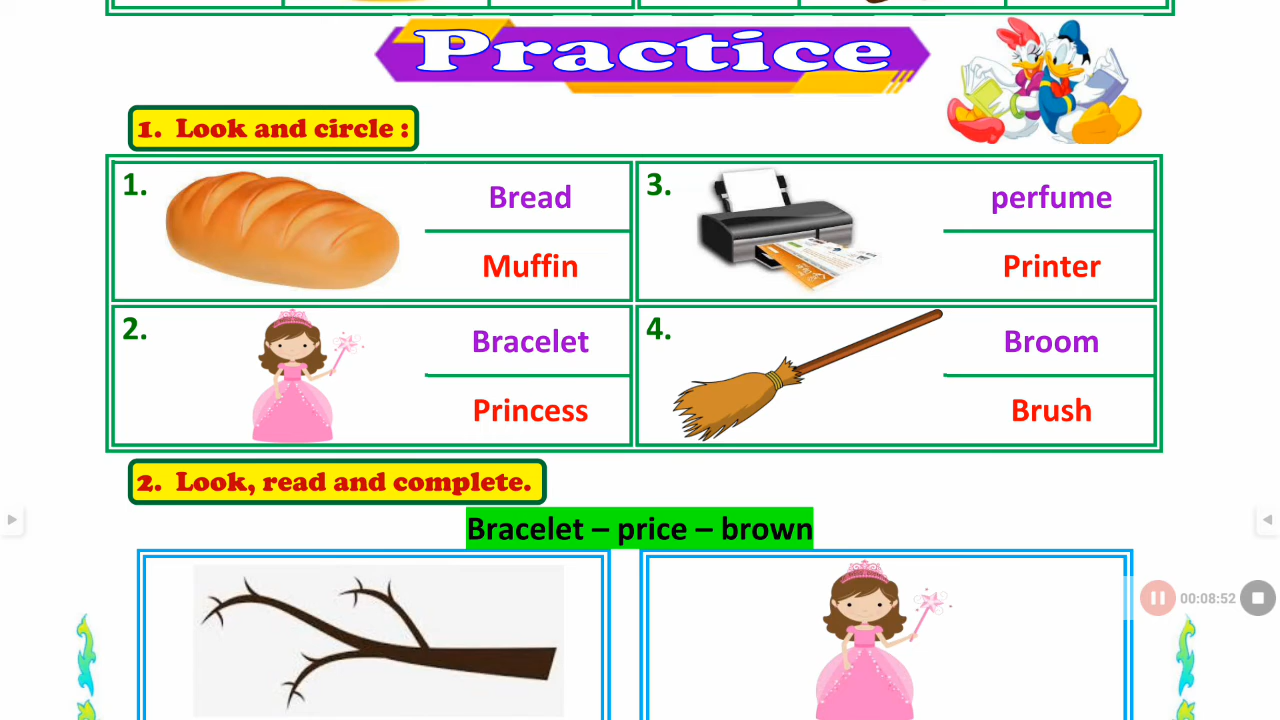 Practice
1. Look and circle :
1.
Bread
Muffin
3.
perfume
Printer
2.
Bracelet
Princess
4.
Broom
Brush
2. Look, read and complete.
Bracelet – price – brown
00:08:52